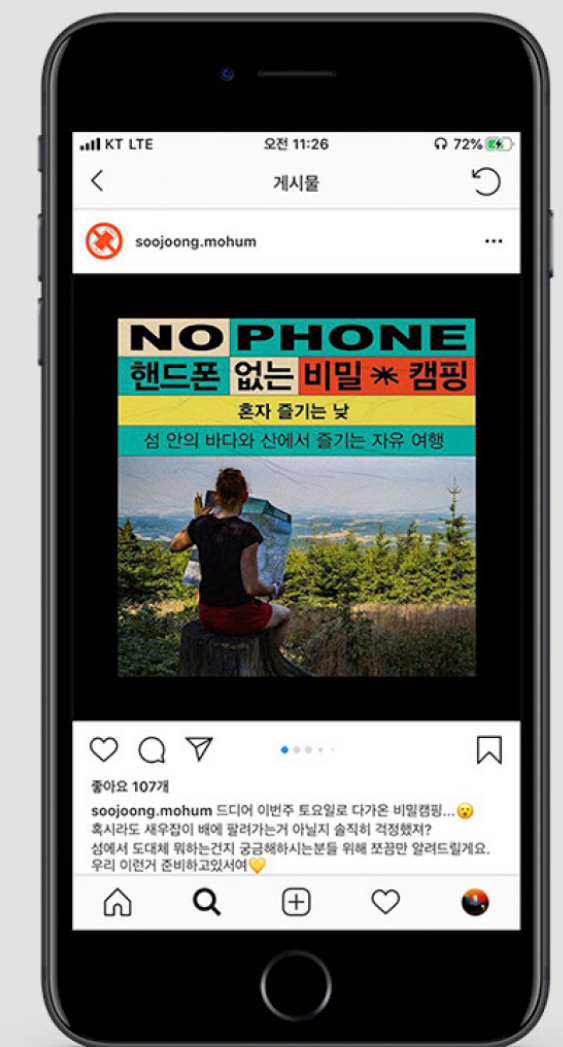 KT LTE 오전 11:26 72%
게시물
soojoong.mohum
NO PHONE
핸드폰 없는 비밀 캠핑
혼자 즐기는 낮
섬 안의 바다와 산에서 즐기는 자유 여행
좋아요 107개
soojoong.mohum 드디어 이번주 토요일로 다가온 비밀캠핑...😮
혹시라도 새우잡이 배에 팔려가는거 아닐지 솔직히 걱정했져?
섬에서 도대체 뭐하는건지 궁금해하시는분들 위해 쪼끔만 알려드릴게요.
우리 이런거 준비하고있서여💛